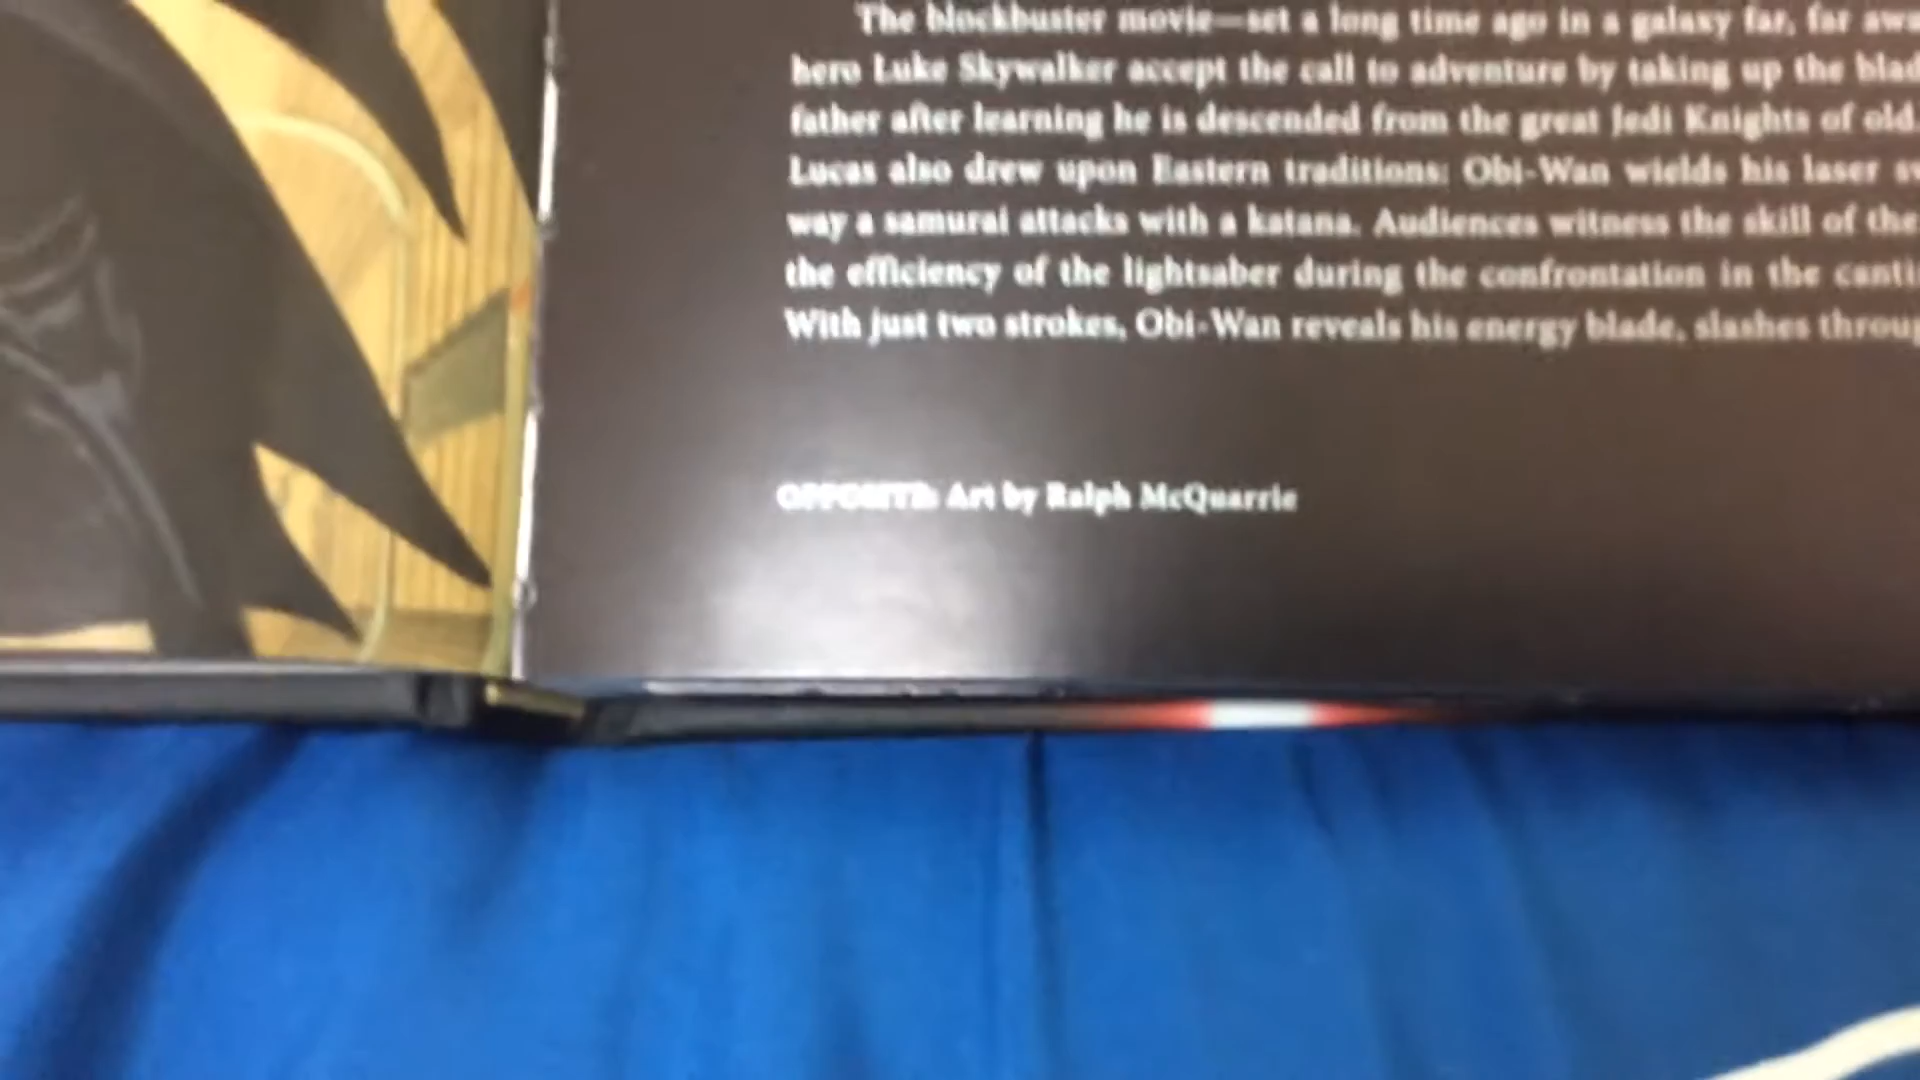 The blockbuster movie—set a long time ago in a galaxy far, far
hero Luke Skywalker accept the call to adventure by taking up the
father after learning he is descended from the great Jedi Knights of old.
Lucas also drew upon Eastern traditions: Obi-Wan wields his laser
way a samurai attacks with a katana. Audiences witness the skill of the
the efficiency of the lightsaber during the confrontation in the
With just two strokes, Obi-Wan reveals his energy blade, slashes
OPPOSITE: Art by Ralph McQuarrie